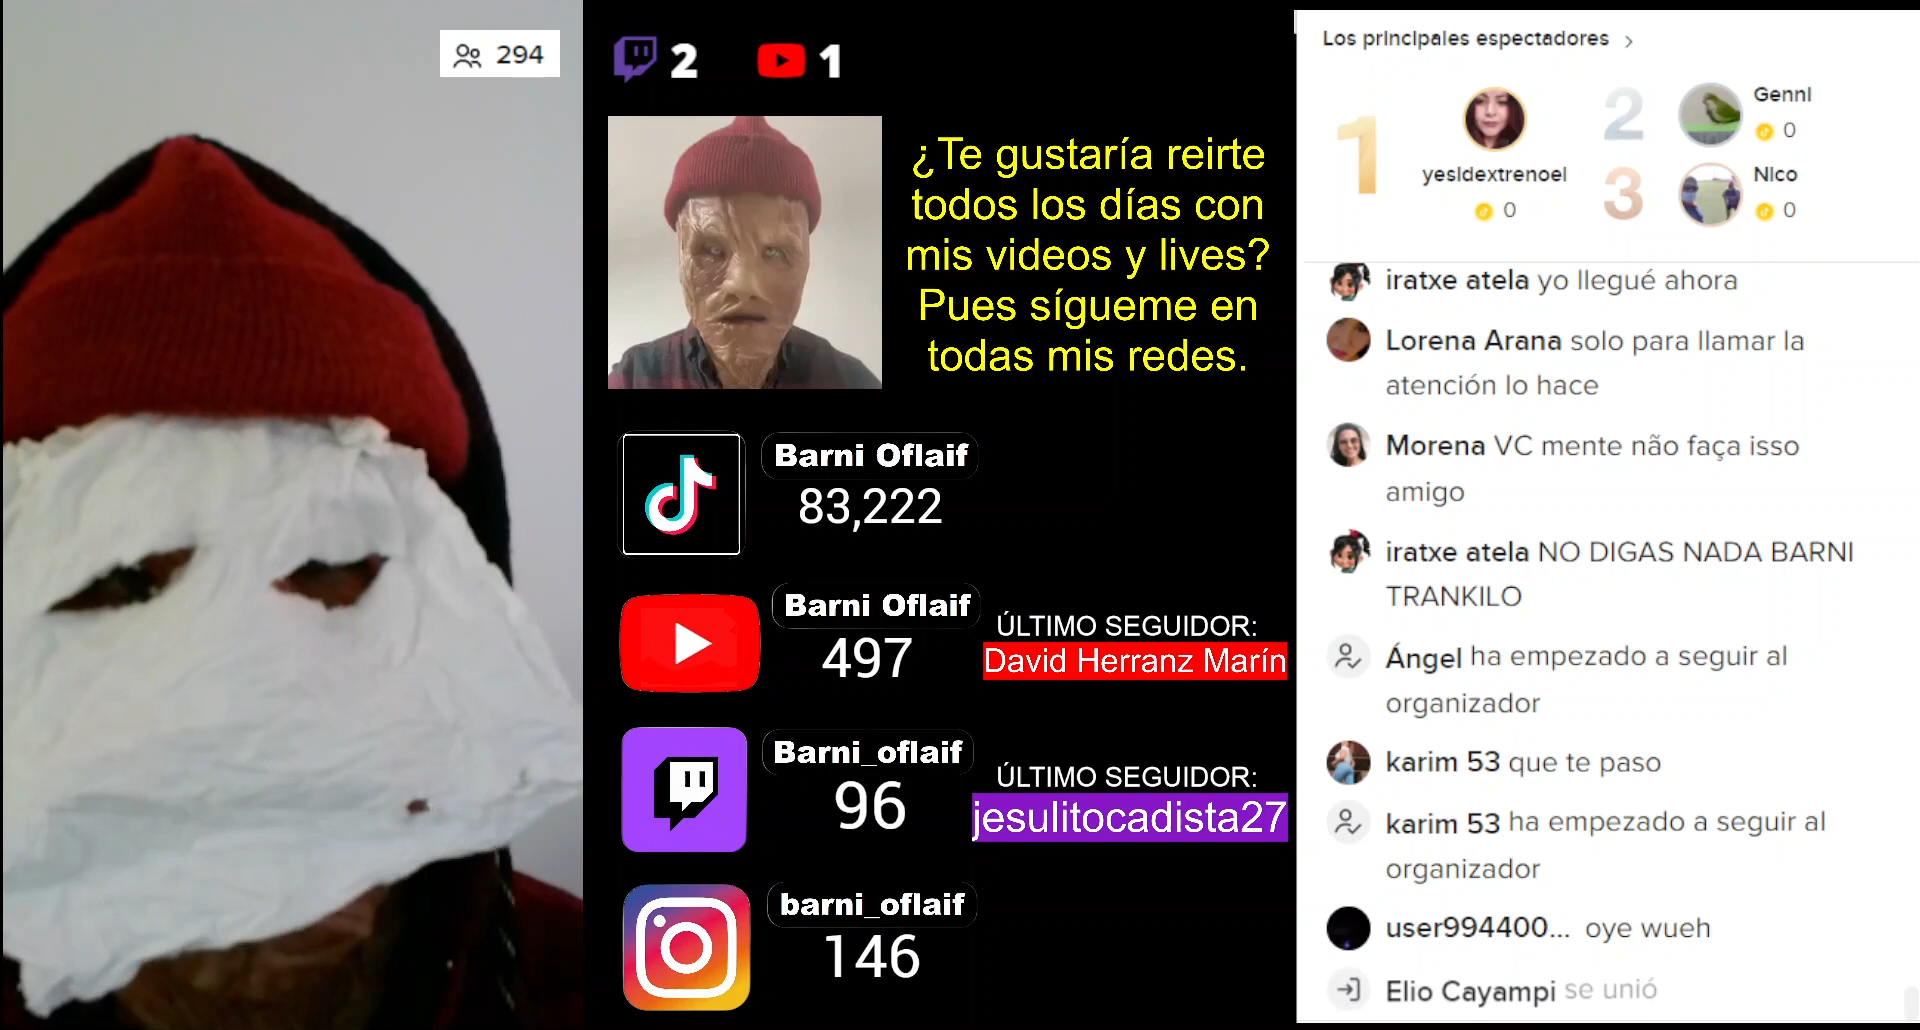 294
2
1
¿Te gustaría reirte
todos los días con
mis videos y lives?
Pues sígueme en
todas mis redes.
Barni Oflaif
83,222
Barni Oflaif
497
ÚLTIMO SEGUIDOR:
David Herranz Marín
Barni_oflaif
96
ÚLTIMO SEGUIDOR:
jesulitocadista27
barni_oflaif
146
Los principales espectadores >
1
yesidextrenoel
0
2
Genni
0
3
Nico
0
iratxe atela yo llegué ahora
Lorena Arana solo para llamar la
atención lo hace
Morena VC mente não faça isso
amigo
iratxe atela NO DIGAS NADA BARNI
TRANKILO
Ángel ha empezado a seguir al
organizador
karim 53 que te paso
karim 53 ha empezado a seguir al
organizador
user994400... oye wueh
Elio Cayampi se unió